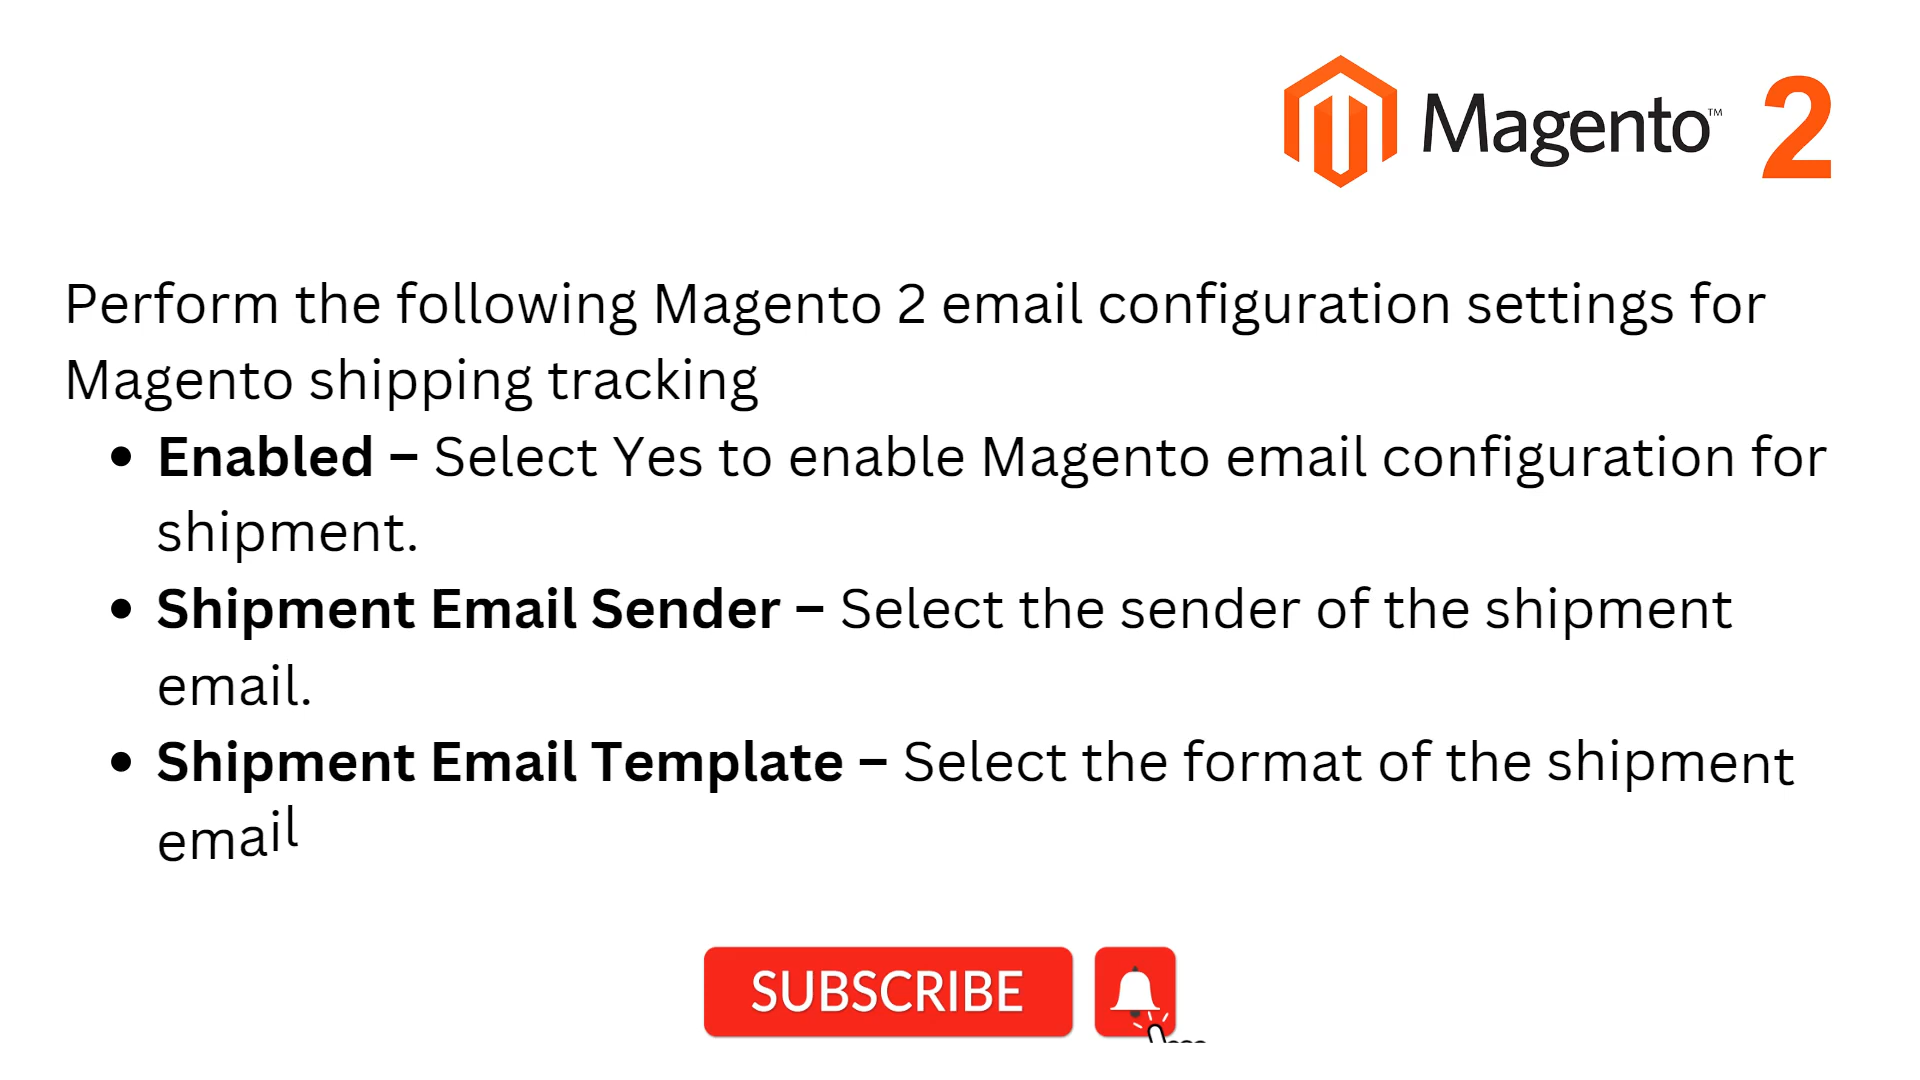 Magento™ 2
Perform the following Magento 2 email configuration settings for
Magento shipping tracking
• Enabled – Select Yes to enable Magento email configuration for
shipment.
• Shipment Email Sender – Select the sender of the shipment
email.
• Shipment Email Template – Select the format of the shipment
email
SUBSCRIBE